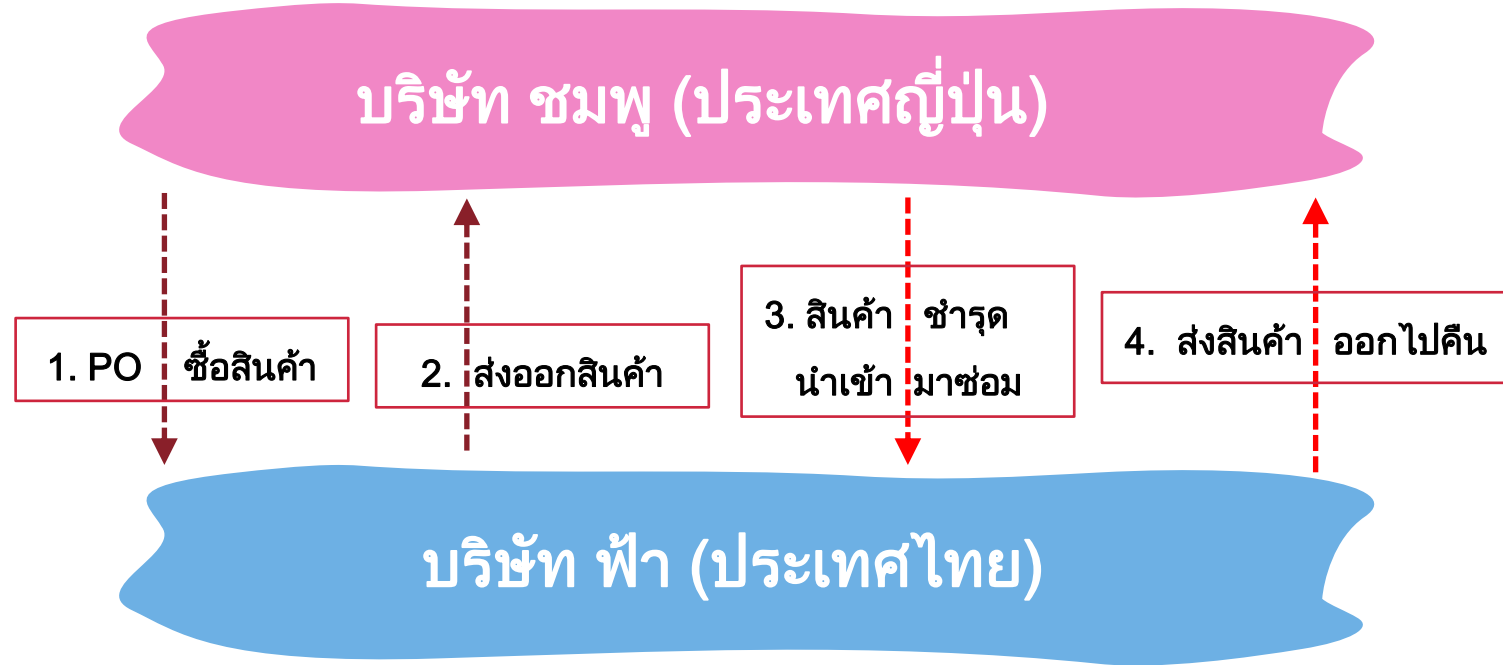 บริษัท ชมพู (ประเทศญี่ปุ่น)
1. PO ซื้อสินค้า
2. ส่งออกสินค้า
3. สินค้า ชำรุด
นำเข้า มาซ่อม
4. ส่งสินค้า ออกไปคืน
บริษัท ฟ้า (ประเทศไทย)